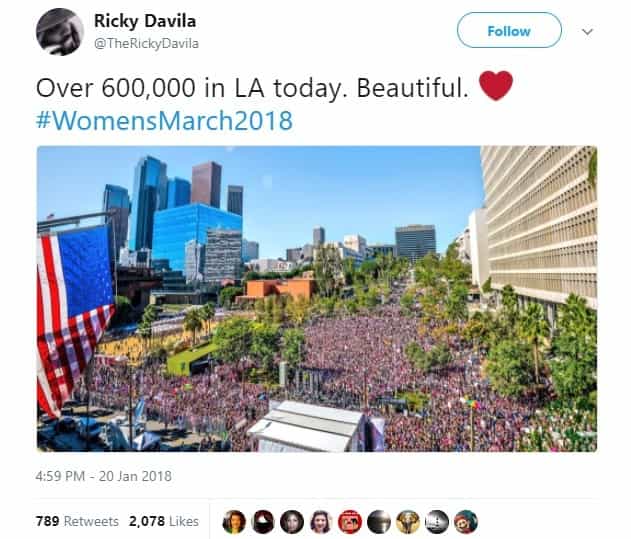 Ricky Davila
@TheRickyDavila
Follow
Over 600,000 in LA today. Beautiful. ❤
#WomensMarch2018
4:59 PM - 20 Jan 2018
789 Retweets 2,078 Likes